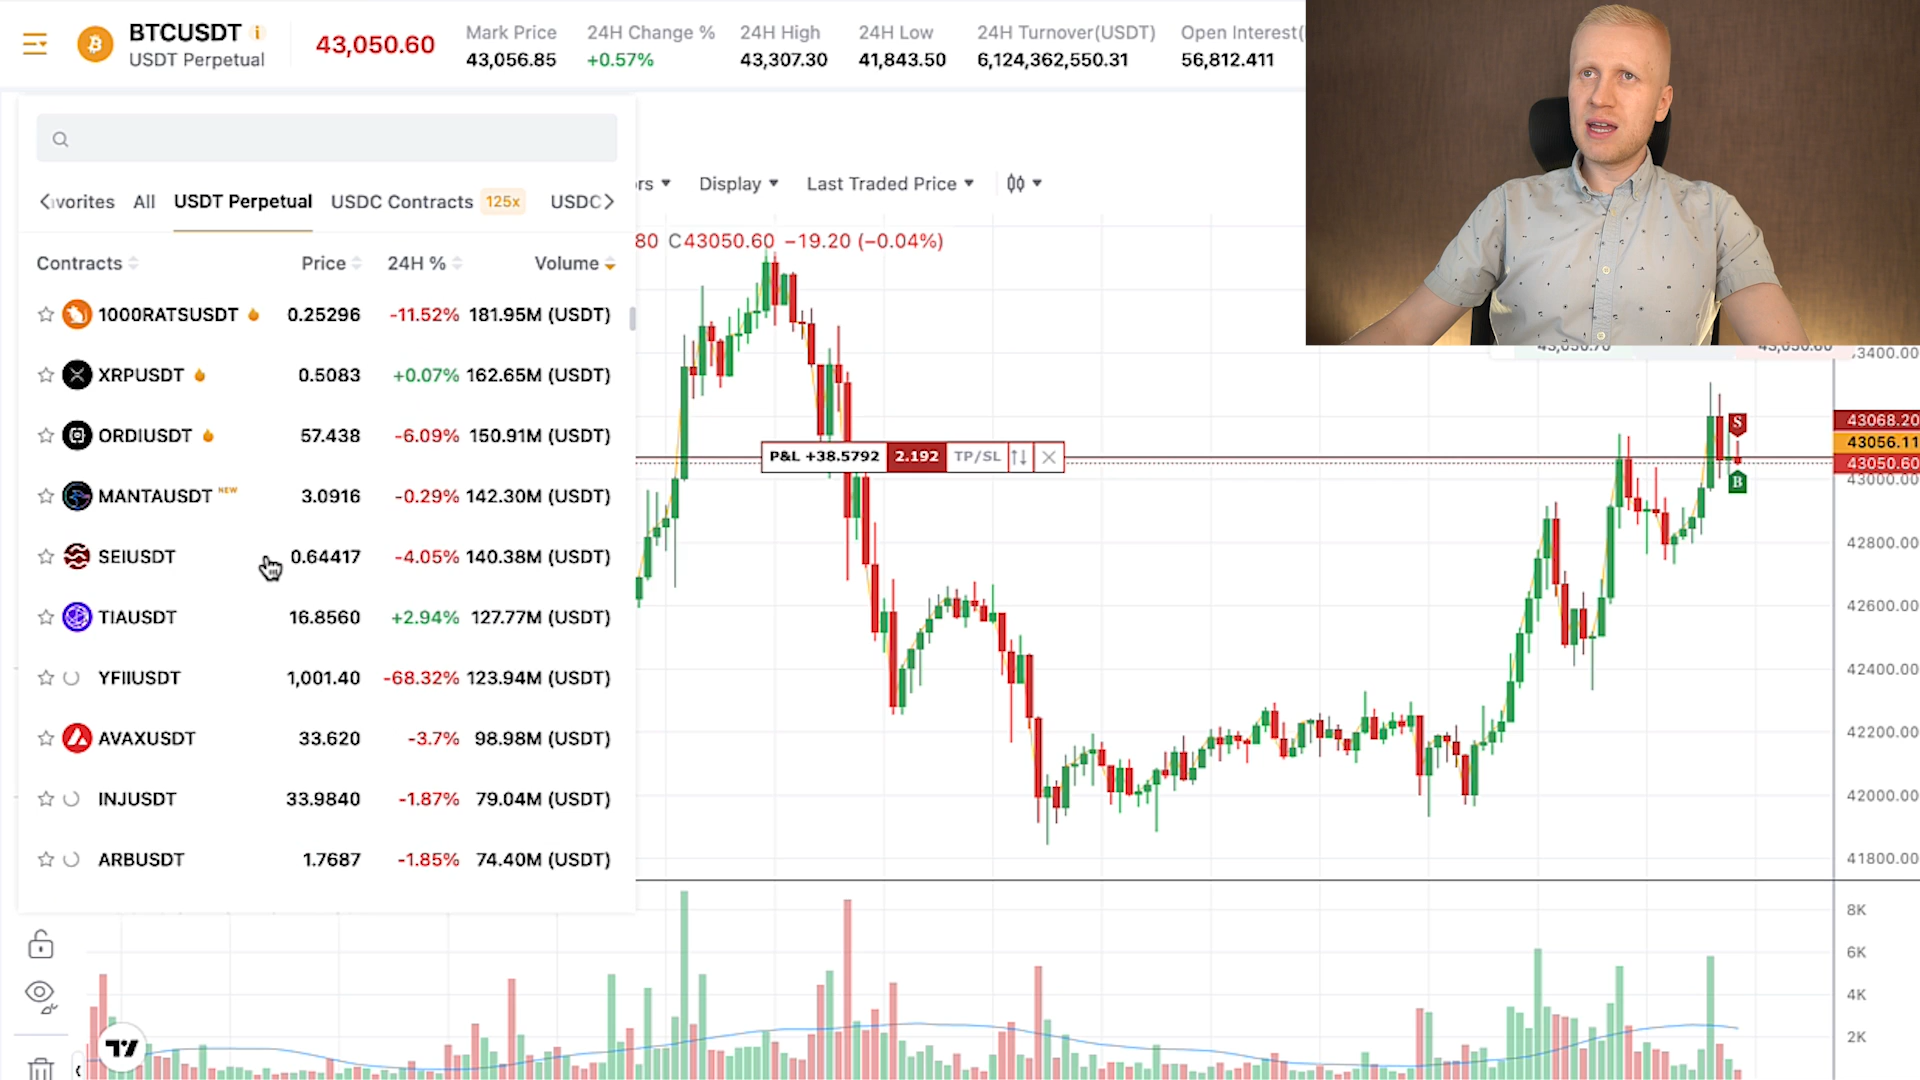 BTCUSDT i
USDT Perpetual
43,050.60
Mark Price
43,056.85
24H Change %
+0.57%
24H High
43,307.30
24H Low
41,843.50
24H Turnover(USDT)
6,124,362,550.31
Open Interest(
56,812.411
vorites All USDT Perpetual USDC Contracts 125x USDC
Contracts Price 24H % Volume
1000RATSUSDT 0.25296 -11.52% 181.95M (USDT)
XRPUSDT 0.5083 +0.07% 162.65M (USDT)
ORDIUSDT 57.438 -6.09% 150.91M (USDT)
MANTAUSDT NEW 3.0916 -0.29% 142.30M (USDT)
SEIUSDT 0.64417 -4.05% 140.38M (USDT)
TIAUSDT 16.8560 +2.94% 127.77M (USDT)
YFIIUSDT 1,001.40 -68.32% 123.94M (USDT)
AVAXUSDT 33.620 -3.7% 98.98M (USDT)
INJUSDT 33.9840 -1.87% 79.04M (USDT)
ARBUSDT 1.7687 -1.85% 74.40M (USDT)
rs Display Last Traded Price
80 C43050.60 −19.20 (−0.04%)
P&L +38.5792 2.192 TP/SL
S
B
3400.00
43068.20
43056.11
43050.60
43000.00
42800.00
42600.00
42400.00
42200.00
42000.00
41800.00
8K
6K
4K
2K